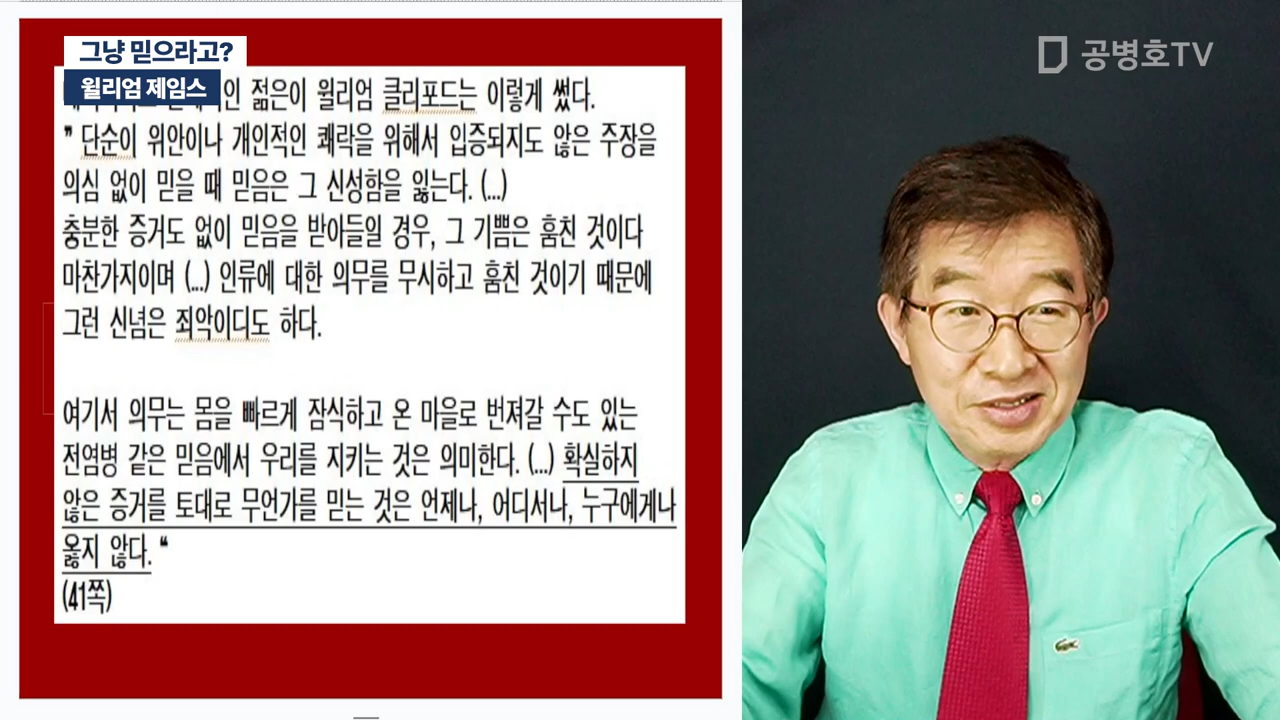 그냥 믿으라고?
윌리엄 제임스
인 젊은이 윌리엄 클리포드는 이렇게 썼다.
❞ 단순이 위안이나 개인적인 쾌락을 위해서 입증되지도 않은 주장을
의심 없이 믿을 때 믿음은 그 신성함을 잃는다. (...)
충분한 증거도 없이 믿음을 받아들일 경우, 그 기쁨은 훔친 것이다
마찬가지이며 (...) 인류에 대한 의무를 무시하고 훔친 것이기 때문에
그런 신념은 죄악이디도 하다.
여기서 의무는 몸을 빠르게 잠식하고 온 마을로 번져갈 수도 있는
전염병 같은 믿음에서 우리를 지키는 것은 의미한다. (...) 확실하지
않은 증거를 토대로 무언가를 믿는 것은 언제나, 어디서나, 누구에게나
옳지 않다. ❝
(41쪽)
공병호TV